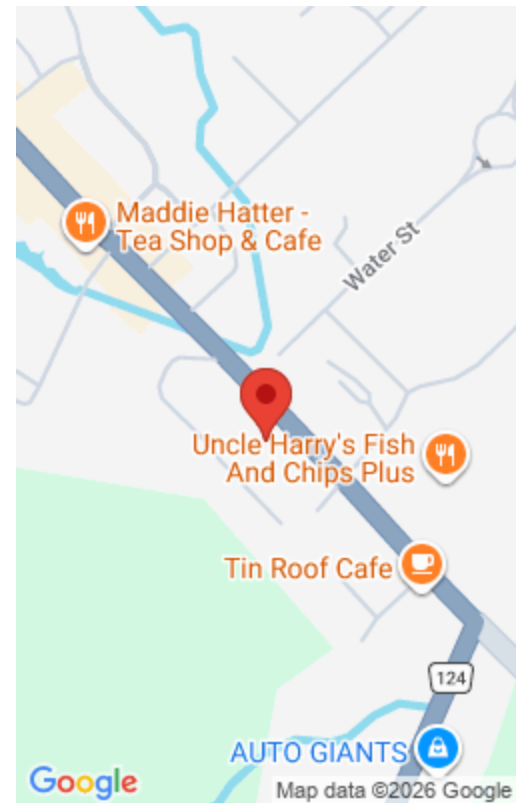 Maddie Hatter -
Tea Shop & Cafe
Water St
Uncle Harry's Fish
And Chips Plus
Tin Roof Cafe
124
AUTO GIANTS
Google
Map data ©2026 Google